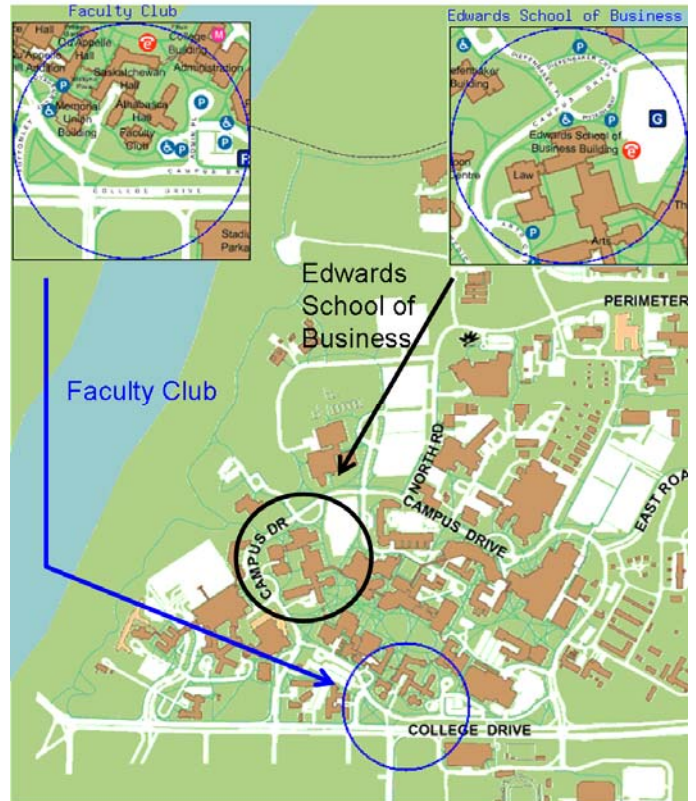 Faculty Club
Edwards School of Business
Hall
Qu'Appelle
Hall
Saskatchewan
Hall
College
Building
M
Administration
P
Memorial
Union
Building
Athabasca
Hall
Faculty
Club
P
P
CAMPUS
COLLEGE DRIVE
P
DIEFENBAKER
Building
CAMPUS DRIVE
P
Edwards School of
Business Building
G
Law
P
Arts
Edwards
School of
Business
PERIMETER
Faculty Club
NORTH RD
CAMPUS DRIVE
EAST ROA
CAMPUS DR
COLLEGE DRIVE